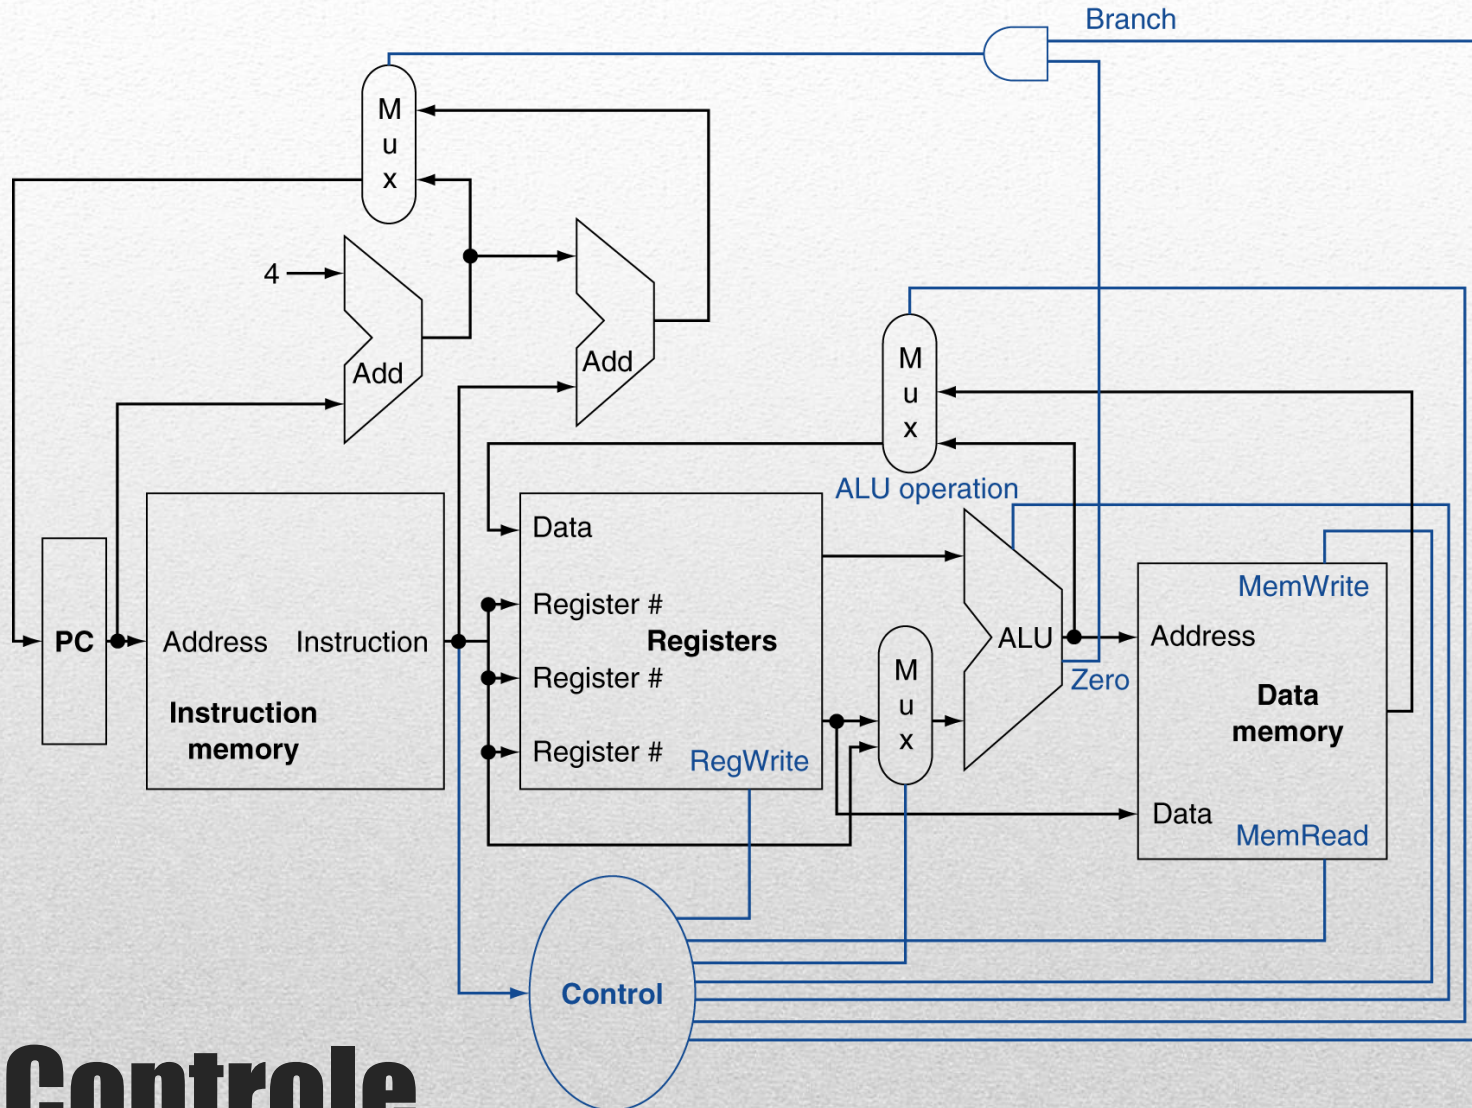 Branch
M
u
x
4
Add
Add
M
u
x
ALU operation
Data
Register #
Register #
Register #
Registers
RegWrite
PC
Address
Instruction
Instruction
memory
M
u
x
ALU
Zero
MemWrite
Address
Data
memory
Data
MemRead
Control
Controle